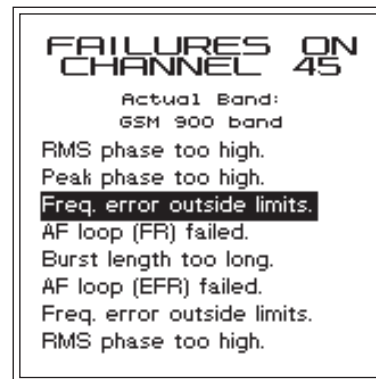 FAILURES ON
CHANNEL 45
Actual Band:
GSM 900 band
RMS phase too high.
Peak phase too high.
Freq. error outside limits.
AF loop (FR) failed.
Burst length too long.
AF loop (EFR) failed.
Freq. error outside limits.
RMS phase too high.